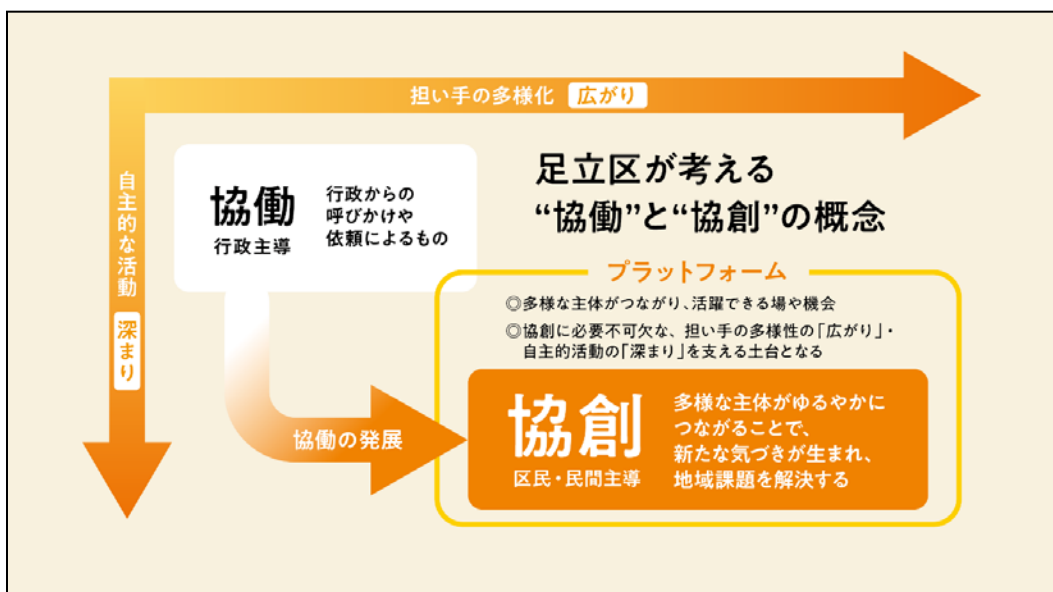 担い手の多様化 広がり
自主的な活動 深まり
協働
行政主導
行政からの
呼びかけや
依頼によるもの
足立区が考える
“協働”と“協創”の概念
プラットフォーム
◎多様な主体がつながり、活躍できる場や機会
◎協創に必要不可欠な、担い手の多様性の「広がり」・
自主的活動の「深まり」を支える土台となる
協働の発展
協創
区民・民間主導
多様な主体がゆるやかに
つながることで、
新たな気づきが生まれ、
地域課題を解決する